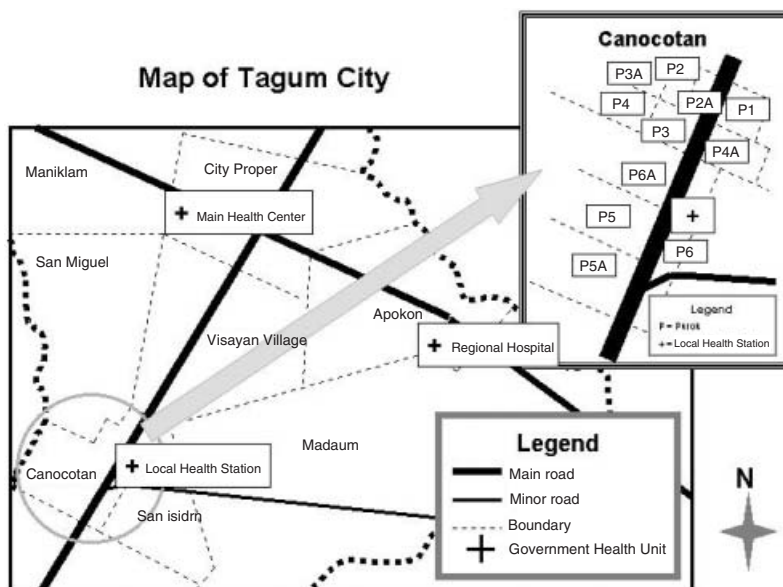 Map of Tagum City
Maniklam
City Proper
Main Health Center
San Miguel
Apokon
Visayan Village
Regional Hospital
Madaum
Canocotan
Local Health Station
San isidrn
Canocotan
P3A
P2
P4
P2A
P1
P3
P4A
P6A
P5
P6
P5A
Legend
P = Purok
+= Local Health Station
Legend
Main road
Minor road
Boundary
Government Health Unit
N